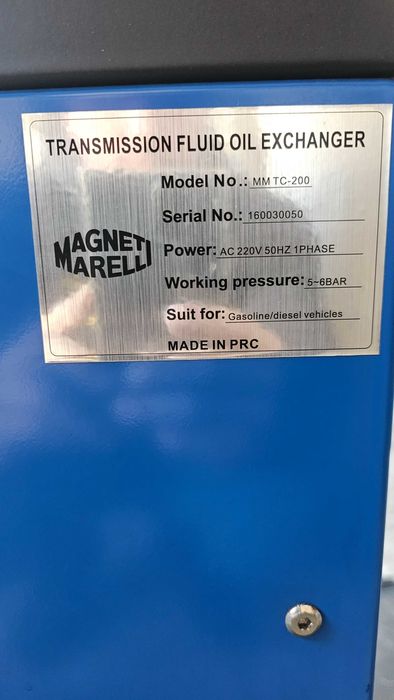 TRANSMISSION FLUID OIL EXCHANGER
Model No.: MM TC-200
Serial No.: 160030050
MAGNETI
MARELLI
Power: AC 220V 50HZ 1PHASE
Working pressure: 5~6BAR
Suit for: Gasoline/diesel vehicles
MADE IN PRC